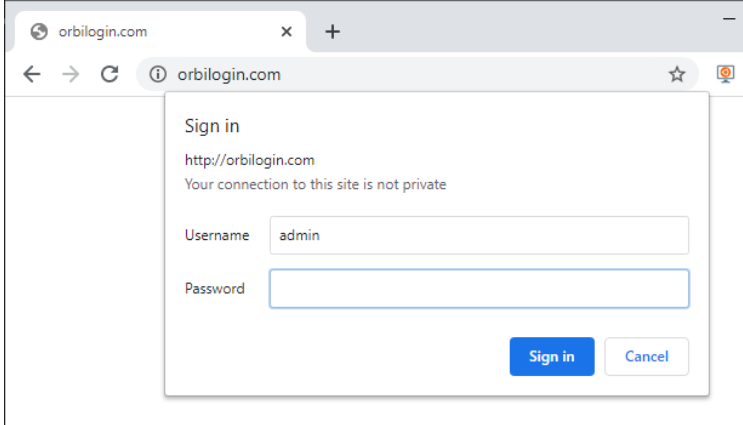 orbilogin.com
orbilogin.com
Sign in
http://orbilogin.com
Your connection to this site is not private
Username admin
Password
Sign in Cancel